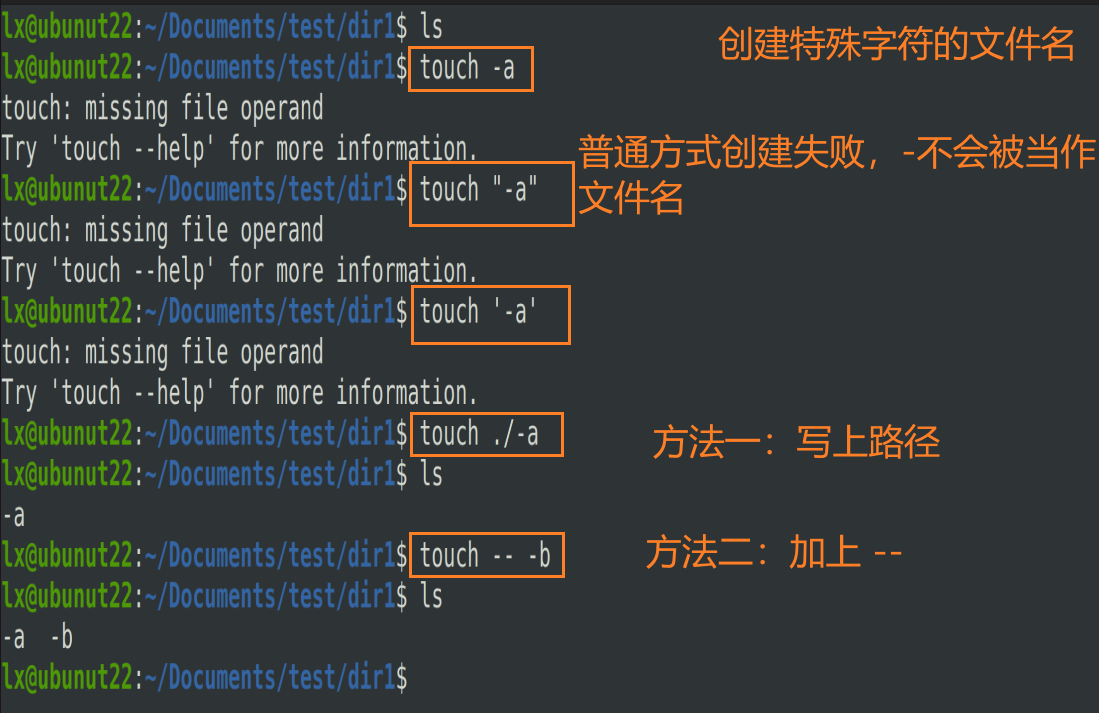 lx@ubunut22:~/Documents/test/dir1$ ls
创建特殊字符的文件名
lx@ubunut22:~/Documents/test/dir1$ touch -a
touch: missing file operand
Try 'touch --help' for more information.
普通方式创建失败，-不会被当作
文件名
lx@ubunut22:~/Documents/test/dir1$ touch "-a"
touch: missing file operand
Try 'touch --help' for more information.
lx@ubunut22:~/Documents/test/dir1$ touch '-a'
touch: missing file operand
Try 'touch --help' for more information.
lx@ubunut22:~/Documents/test/dir1$ touch ./-a
方法一：写上路径
lx@ubunut22:~/Documents/test/dir1$ ls
-a
lx@ubunut22:~/Documents/test/dir1$ touch -- -b
方法二：加上 --
lx@ubunut22:~/Documents/test/dir1$ ls
-a  -b
lx@ubunut22:~/Documents/test/dir1$